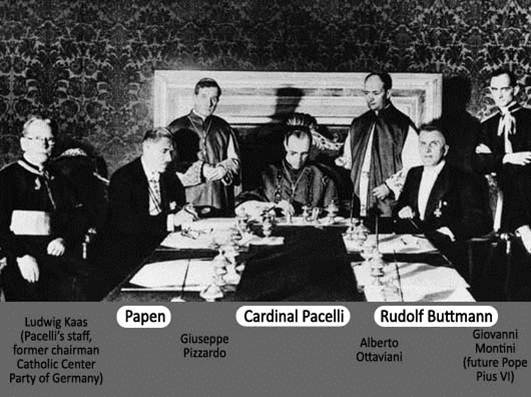 Ludwig Kaas
(Pacelli's staff,
former chairman
Catholic Center
Party of Germany)
Papen
Giuseppe
Pizzardo
Cardinal Pacelli
Alberto
Ottaviani
Rudolf Buttmann
Giovanni
Montini
(future Pope
Pius VI)